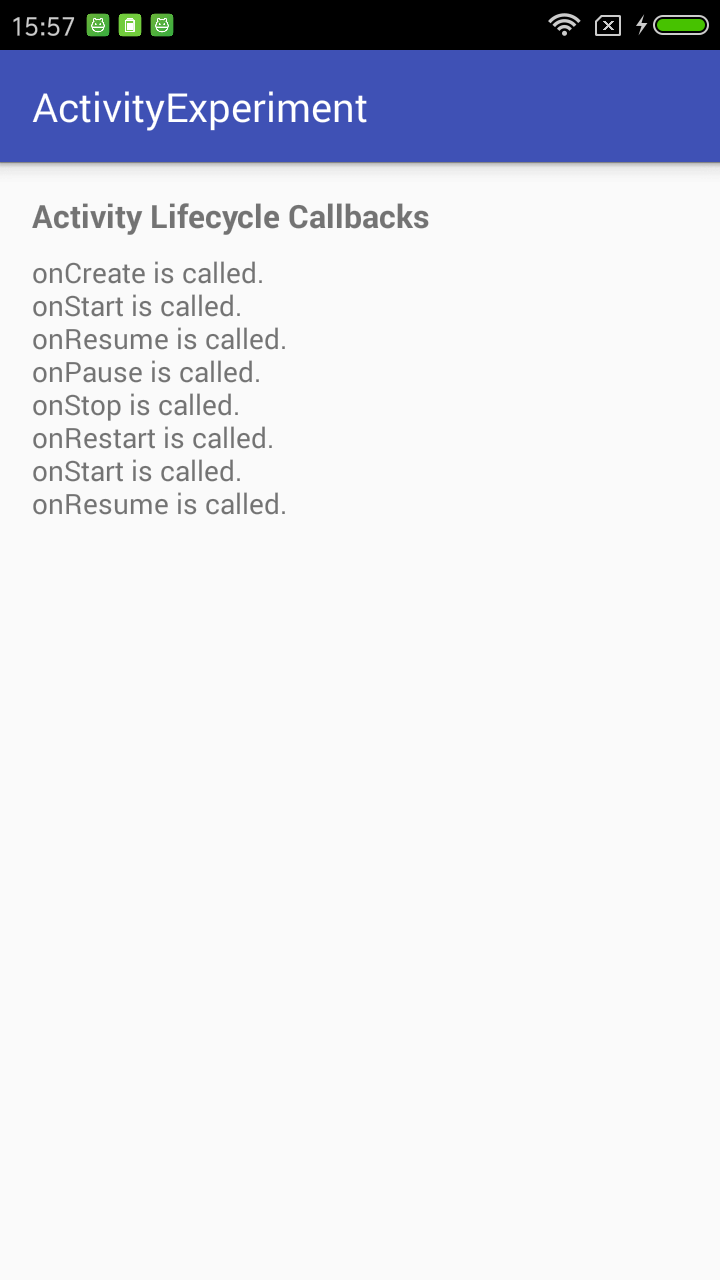 15:57
ActivityExperiment
Activity Lifecycle Callbacks
onCreate is called.
onStart is called.
onResume is called.
onPause is called.
onStop is called.
onRestart is called.
onStart is called.
onResume is called.